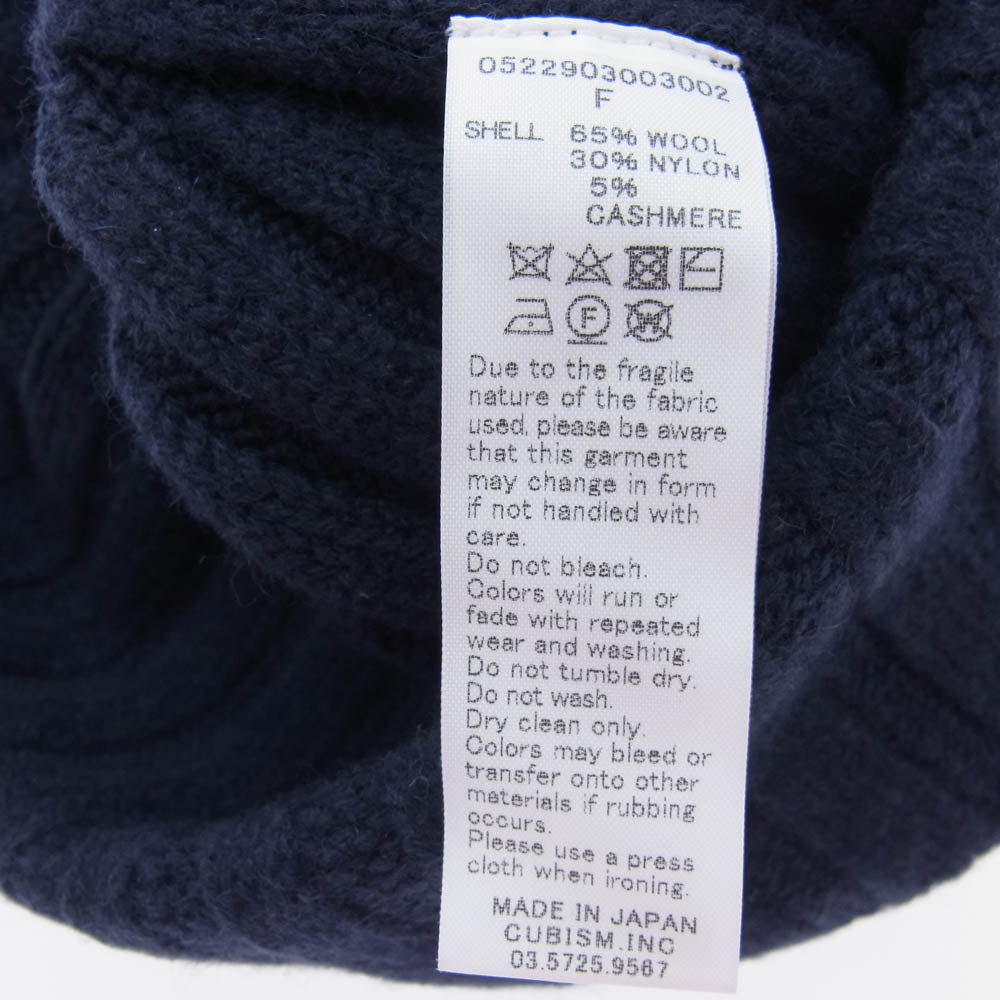 0522903003002
F
SHELL 65% WOOL
30% NYLON
5%
CASHMERE
F W
Due to the fragile
nature of the fabric
used, please be aware
that this garment
may change in form
if not handled with
care.
Do not bleach.
Colors will run or
fade with repeated
wear and washing.
Do not tumble dry.
Do not wash.
Dry clean only.
Colors may bleed or
transfer onto other
materials if rubbing
occurs.
Please use a press
cloth when ironing.
MADE IN JAPAN
CUBISM.INC
03.5725.9567